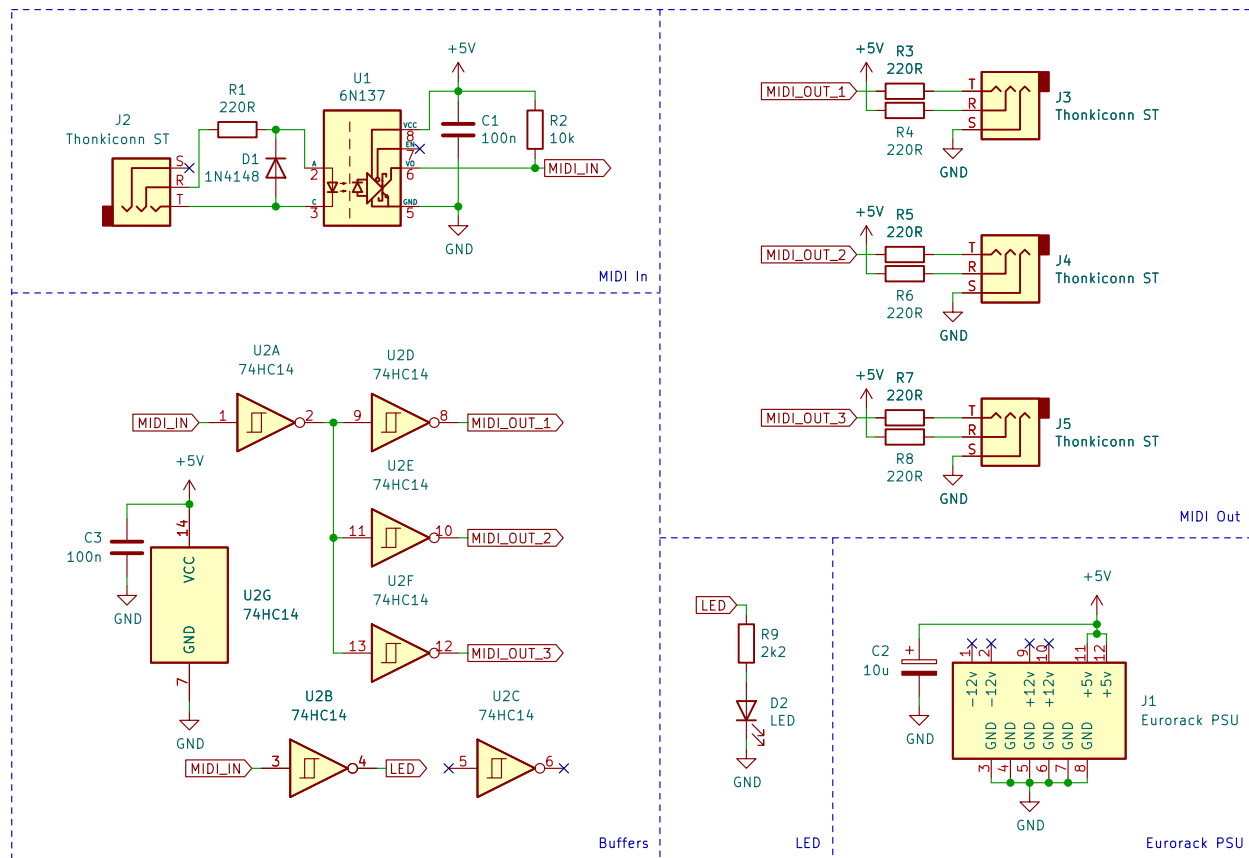 +5V
U1
6N137
R1
220R
J2
Thonkiconn ST
D1
1N4148
C1
100n
R2
10k
S
R
T
A
2
C
3
VCC
8
EN
7
VO
6
GND
5
MIDI_IN
GND
MIDI In
+5V
R3
220R
MIDI_OUT_1
R4
220R
T
R
S
J3
Thonkiconn ST
GND
+5V
R5
220R
MIDI_OUT_2
R6
220R
T
R
S
J4
Thonkiconn ST
GND
+5V
R7
220R
MIDI_OUT_3
R8
220R
T
R
S
J5
Thonkiconn ST
GND
MIDI Out
U2A
74HC14
MIDI_IN
1
2
U2D
74HC14
9
8
MIDI_OUT_1
U2E
74HC14
11
10
MIDI_OUT_2
U2F
74HC14
13
12
MIDI_OUT_3
+5V
C3
100n
GND
14
VCC
GND
7
U2G
74HC14
GND
U2B
74HC14
MIDI_IN
3
4
LED
U2C
74HC14
5
6
Buffers
LED
R9
2k2
D2
LED
GND
LED
+5V
C2
10u
+
GND
1
2
9
10
11
12
-12v
-12v
+12v
+12v
+5v
+5v
GND
GND
GND
GND
GND
GND
3
4
5
6
7
8
J1
Eurorack PSU
GND
Eurorack PSU